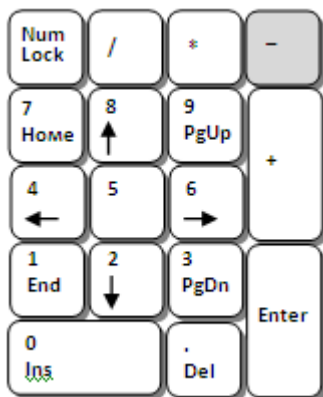 Num
Lock
/
*
-
7
Home
8
9
PgUp
+
4
5
6
1
End
2
3
PgDn
Enter
0
Ins
.
Del